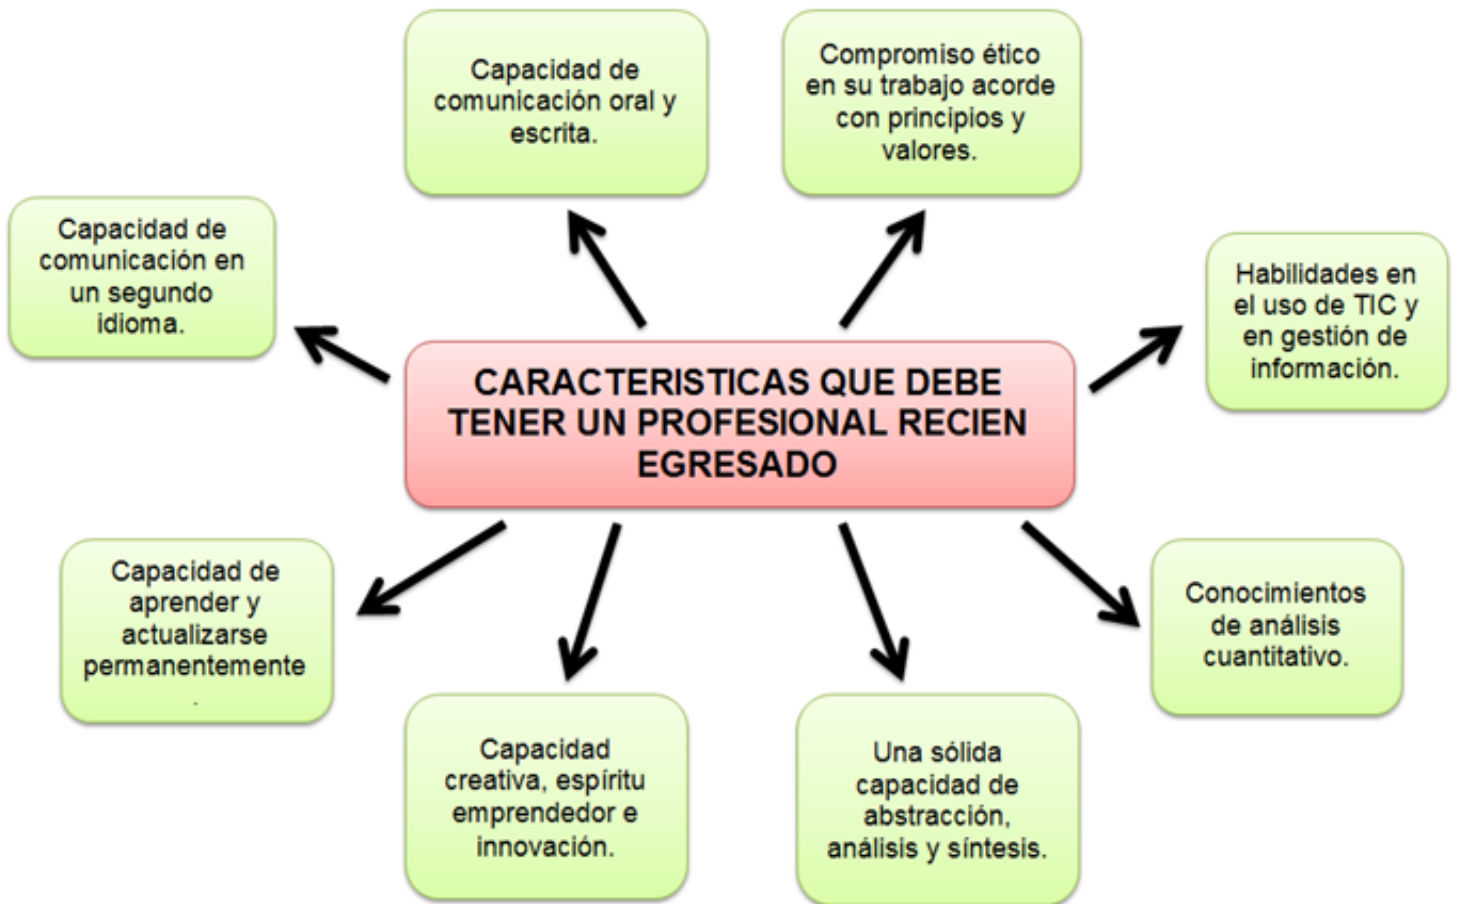 Capacidad de
comunicación oral y
escrita.
Compromiso ético
en su trabajo acorde
con principios y
valores.
Capacidad de
comunicación en
un segundo
idioma.
Habilidades en
el uso de TIC y
en gestión de
información.
CARACTERISTICAS QUE DEBE
TENER UN PROFESIONAL RECIEN
EGRESADO
Capacidad de
aprender y
actualizarse
permanentemente
.
Conocimientos
de análisis
cuantitativo.
Capacidad
creativa, espíritu
emprendedor e
innovación.
Una sólida
capacidad de
abstracción,
análisis y síntesis.